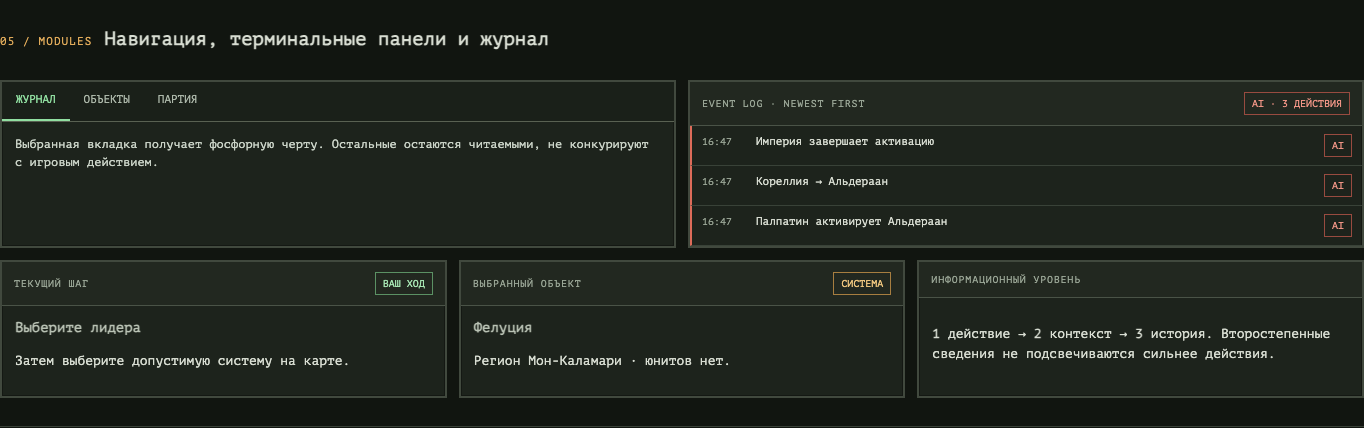 05 / MODULES Навигация, терминальные панели и журнал
ЖУРНАЛ ОБЪЕКТЫ ПАРТИЯ
Выбранная вкладка получает фосфорную черту. Остальные остаются читаемыми, не конкурируют
с игровым действием.
EVENT LOG · NEWEST FIRST AI · 3 ДЕЙСТВИЯ
16:47 Империя завершает активацию AI
16:47 Кореллия → Альдераан AI
16:47 Палпатин активирует Альдераан AI
ТЕКУЩИЙ ШАГ ВАШ ХОД
Выберите лидера
Затем выберите допустимую систему на карте.
ВЫБРАННЫЙ ОБЪЕКТ СИСТЕМА
Фелуция
Регион Мон-Каламари · юнитов нет.
ИНФОРМАЦИОННЫЙ УРОВЕНЬ
1 действие → 2 контекст → 3 история. Второстепенные
сведения не подсвечиваются сильнее действия.